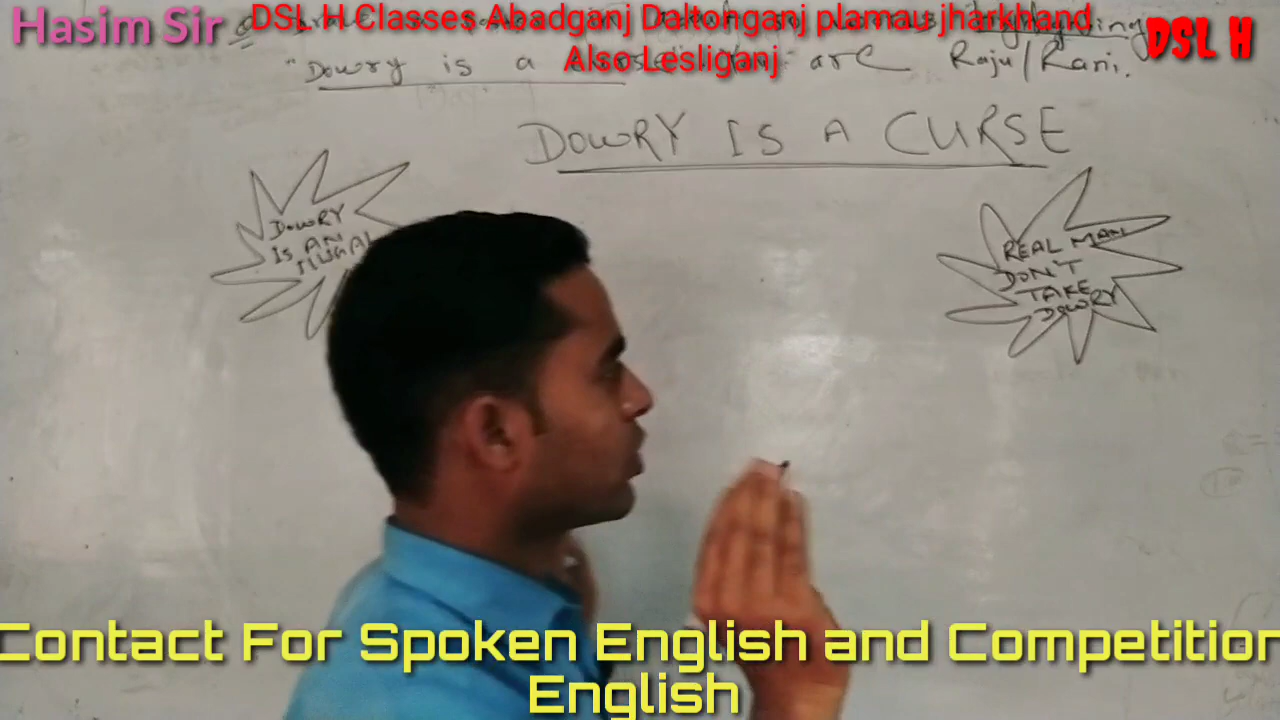 Hasim Sir
DSL H Classes Abadganj Daltonganj plamau jharkhand
Also Lesliganj
DSL H
"Dowry is a are Raju/Rani.
DOWRY IS A CURSE
DOWRY
IS AN
ILLIGAL
REAL MAN
DON'T
TAKE
DOWRY
Contact For Spoken English and Competition
English